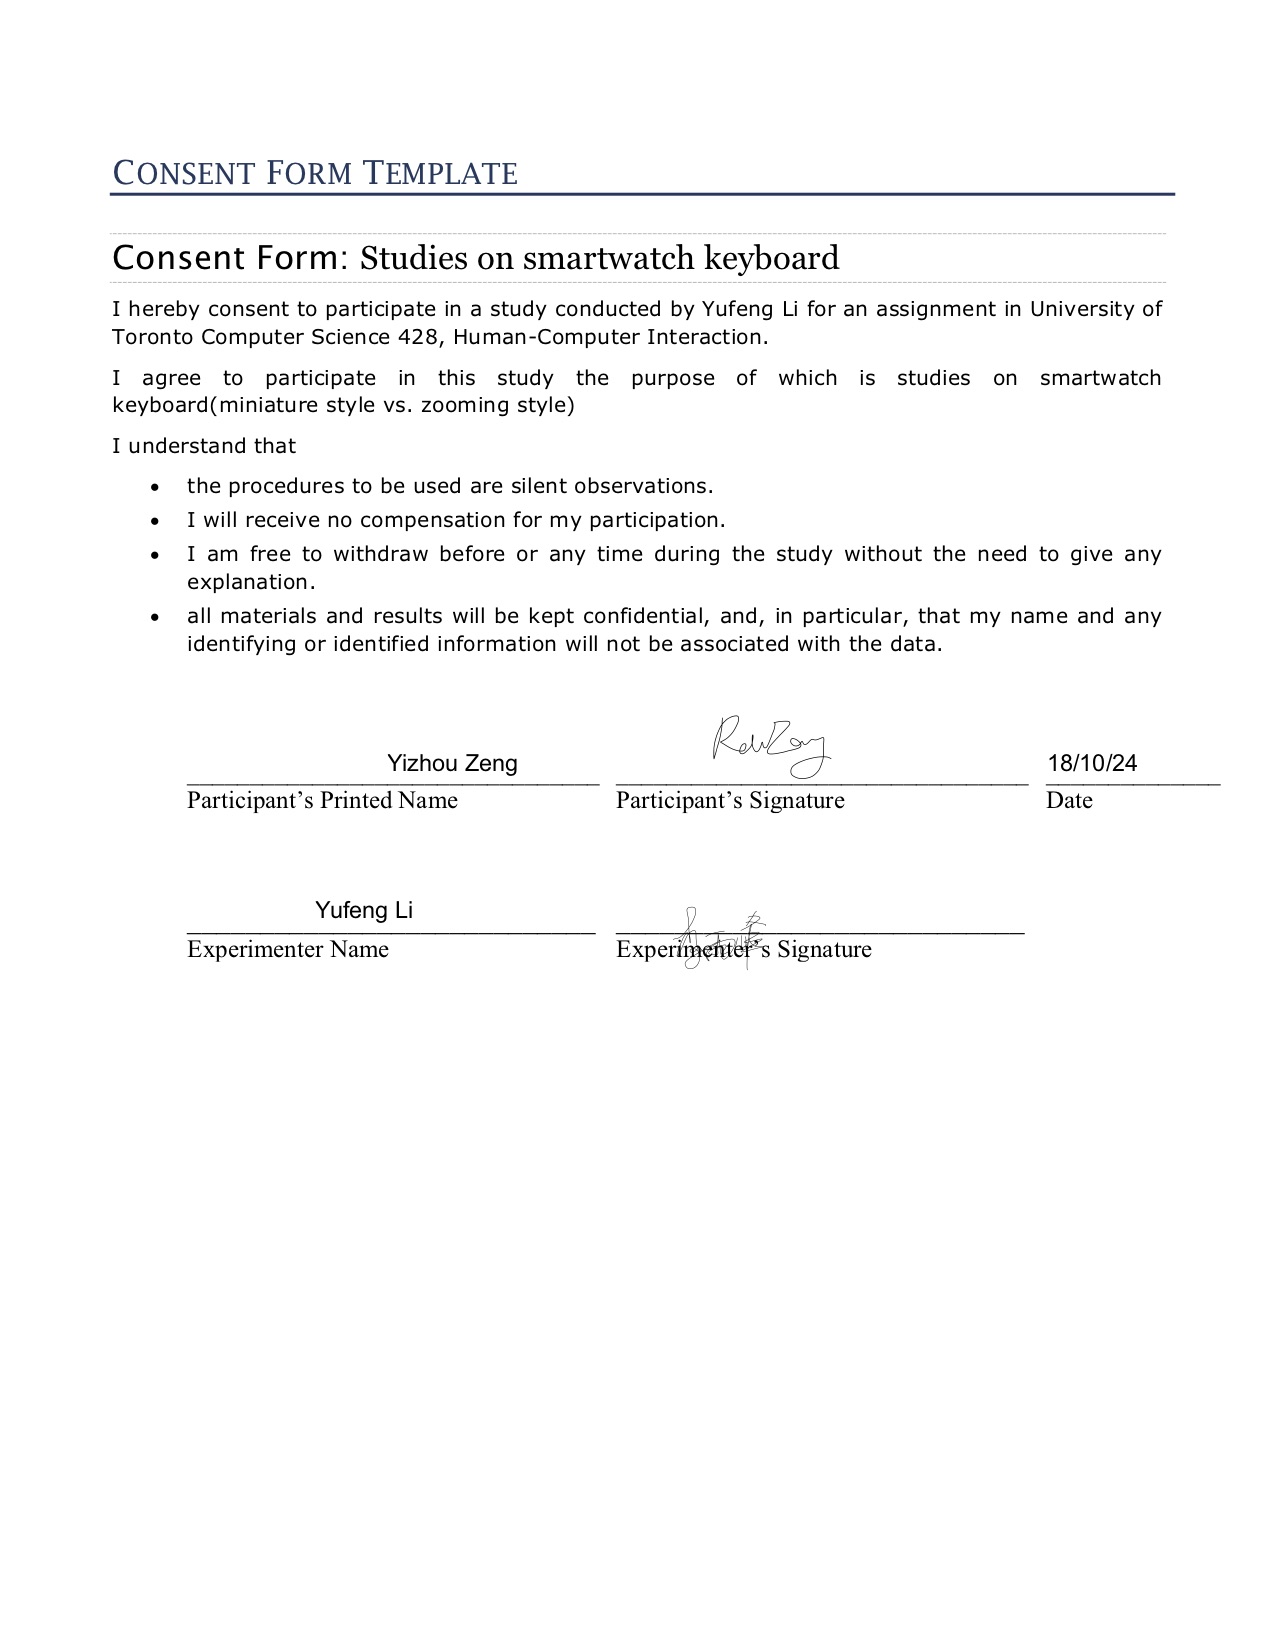 CONSENT FORM TEMPLATE
Consent Form: Studies on smartwatch keyboard
I hereby consent to participate in a study conducted by Yufeng Li for an assignment in University of
Toronto Computer Science 428, Human-Computer Interaction.
I agree to participate in this study the purpose of which is studies on smartwatch
keyboard(miniature style vs. zooming style)
I understand that
• the procedures to be used are silent observations.
• I will receive no compensation for my participation.
• I am free to withdraw before or any time during the study without the need to give any
explanation.
• all materials and results will be kept confidential, and, in particular, that my name and any
identifying or identified information will not be associated with the data.
Yizhou Zeng 18/10/24
Participant’s Printed Name Participant’s Signature Date
Yufeng Li
Experimenter Name Experimenter’s Signature